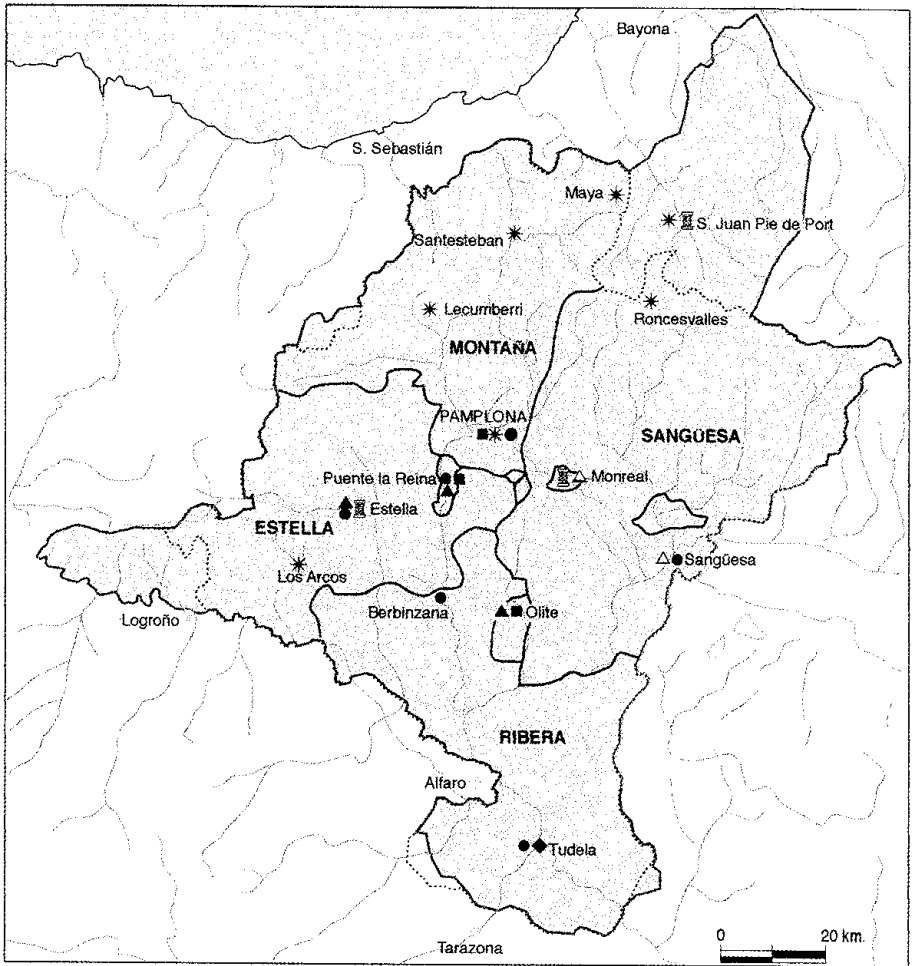 Bayona
S. Sebastián
Maya
S. Juan Pie de Port
Santesteban
Lecurriberri
Roncesvalles
MONTAÑA
PAMPLONA
SANGÜESA
Puente la Reina
Monreal
Estella
ESTELLA
Sangüesa
Los Arcos
Berbinzana
Olite
Logroño
RIBERA
Alfaro
Tudela
Tarazona
0 20 km.